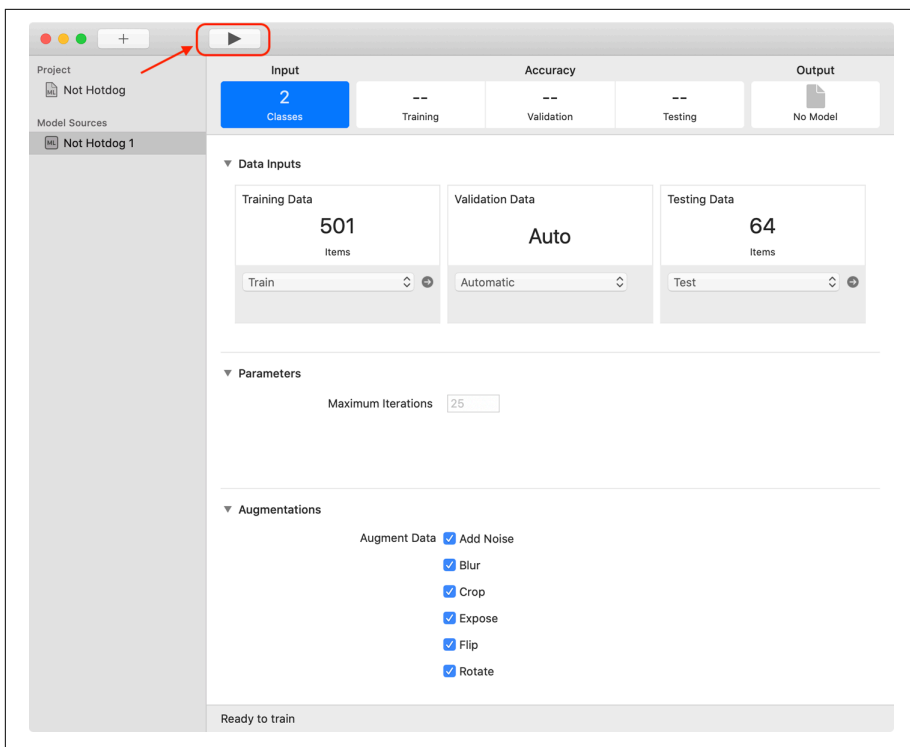 +
Project
Not Hotdog
Model Sources
ML Not Hotdog 1
Input Accuracy Output
2 -- -- --
Classes Training Validation Testing No Model
Data Inputs
Training Data Validation Data Testing Data
501 Auto 64
Items Items
Train Automatic Test
Parameters
Maximum Iterations 25
Augmentations
Augment Data Add Noise
Blur
Crop
Expose
Flip
Rotate
Ready to train